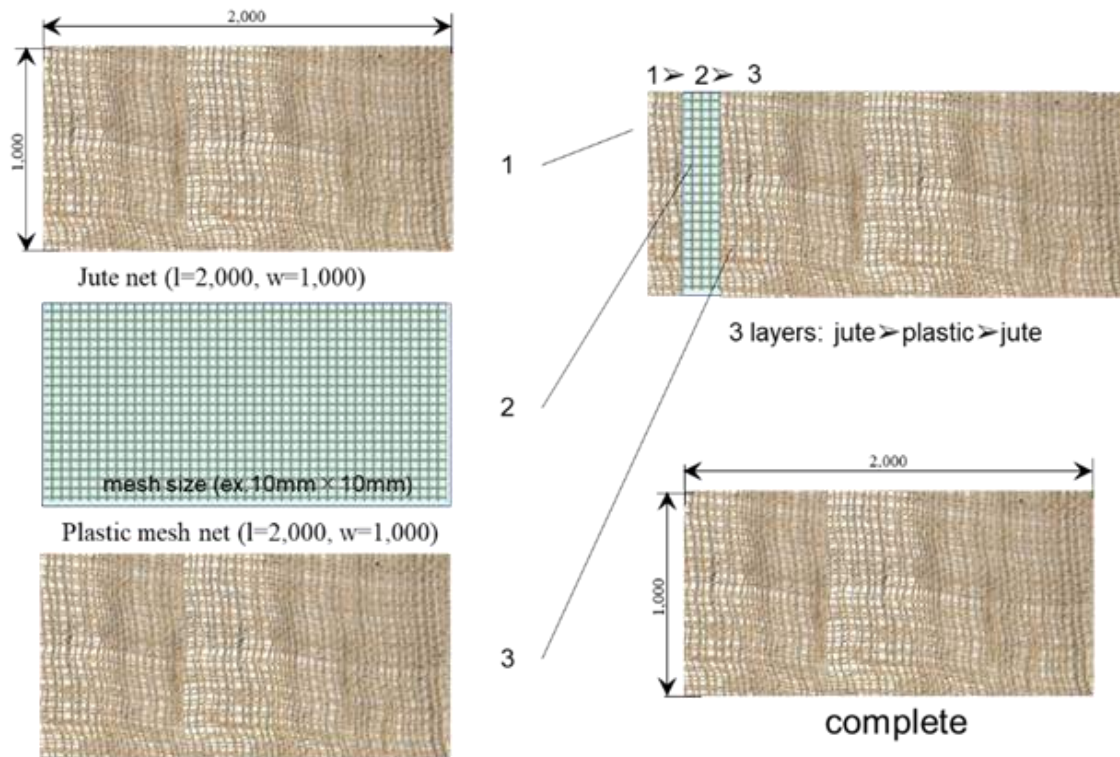 2,000
1,000
Jute net (l=2,000, w=1,000)
mesh size (ex.10mm × 10mm)
Plastic mesh net (l=2,000, w=1,000)
1
2
3
1➢ 2➢ 3
3 layers: jute➢plastic➢jute
2,000
1,000
complete